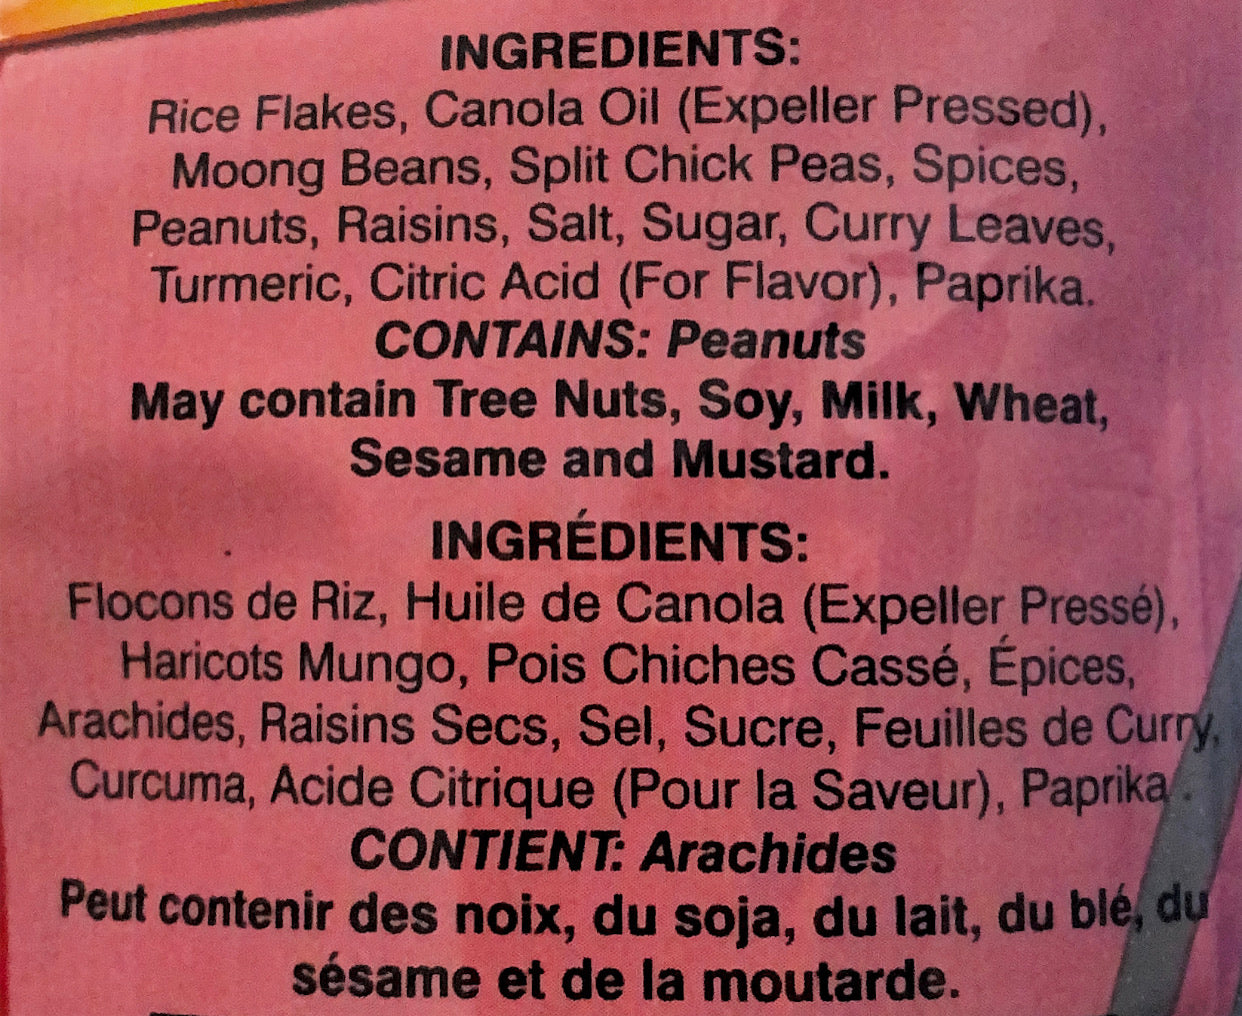 INGREDIENTS:
Rice Flakes, Canola Oil (Expeller Pressed),
Moong Beans, Split Chick Peas, Spices,
Peanuts, Raisins, Salt, Sugar, Curry Leaves,
Turmeric, Citric Acid (For Flavor), Paprika.
CONTAINS: Peanuts
May contain Tree Nuts, Soy, Milk, Wheat,
Sesame and Mustard.
INGRÉDIENTS:
Flocons de Riz, Huile de Canola (Expeller Pressé),
Haricots Mungo, Pois Chiches Cassé, Épices,
Arachides, Raisins Secs, Sel, Sucre, Feuilles de Curry,
Curcuma, Acide Citrique (Pour la Saveur), Paprika .
CONTIENT: Arachides
Peut contenir des noix, du soja, du lait, du blé, du
sésame et de la moutarde.